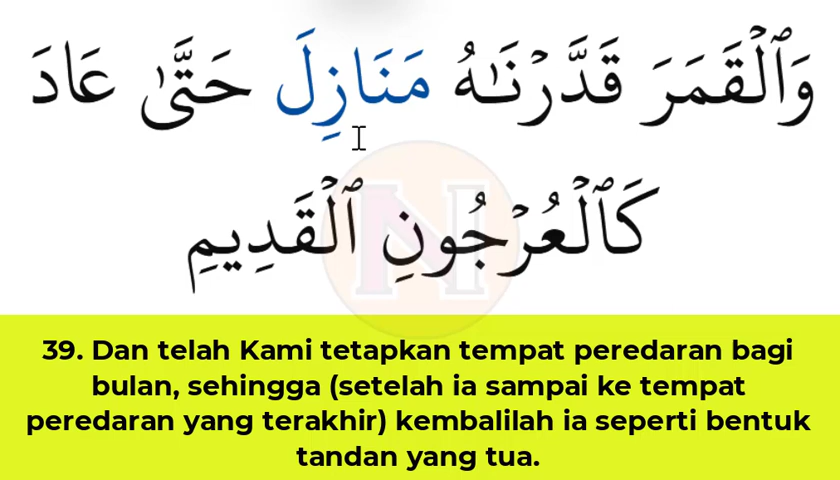 وَٱلْقَمَرَ قَدَّرْنَـٰهُ مَنَازِلَ حَتَّىٰ عَادَ
كَٱلْعُرْجُونِ ٱلْقَدِيمِ
N
39. Dan telah Kami tetapkan tempat peredaran bagi
bulan, sehingga (setelah ia sampai ke tempat
peredaran yang terakhir) kembalilah ia seperti bentuk
tandan yang tua.